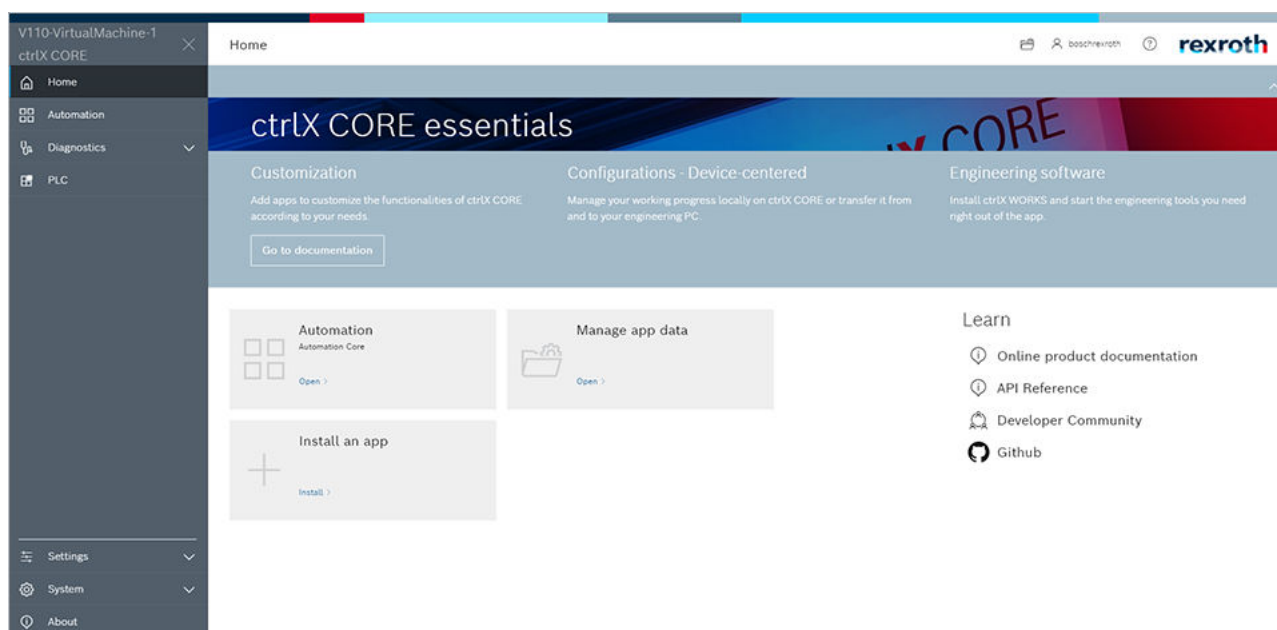 V110-VirtualMachine-1
ctrlX CORE
Home
Automation
Diagnostics
PLC
Settings
System
About
Home
boschrexroth
rexroth
ctrlX CORE essentials
X CORE
Customization
Add apps to customize the functionalities of ctrlX CORE
according to your needs.
Go to documentation
Configurations - Device-centered
Manage your working progress locally on ctrlX CORE or transfer it from
and to your engineering PC.
Engineering software
Install ctrlX WORKS and start the engineering tools you need
right out of the app.
Automation
Automation Core
Open
Manage app data
Open
Install an app
Install
Learn
Online product documentation
API Reference
Developer Community
Github